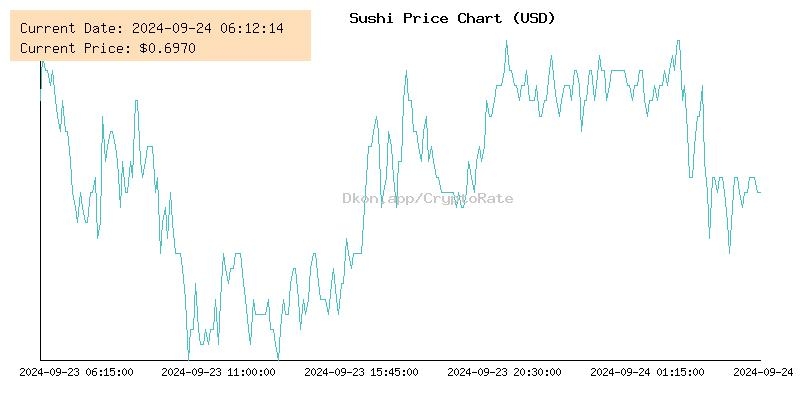 Sushi Price Chart (USD)
Current Date: 2024-09-24 06:12:14
Current Price: $0.6970
Dkoniapp/CryptoRate
2024-09-23 06:15:00
2024-09-23 11:00:00
2024-09-23 15:45:00
2024-09-23 20:30:00
2024-09-24 01:15:00
2024-09-24